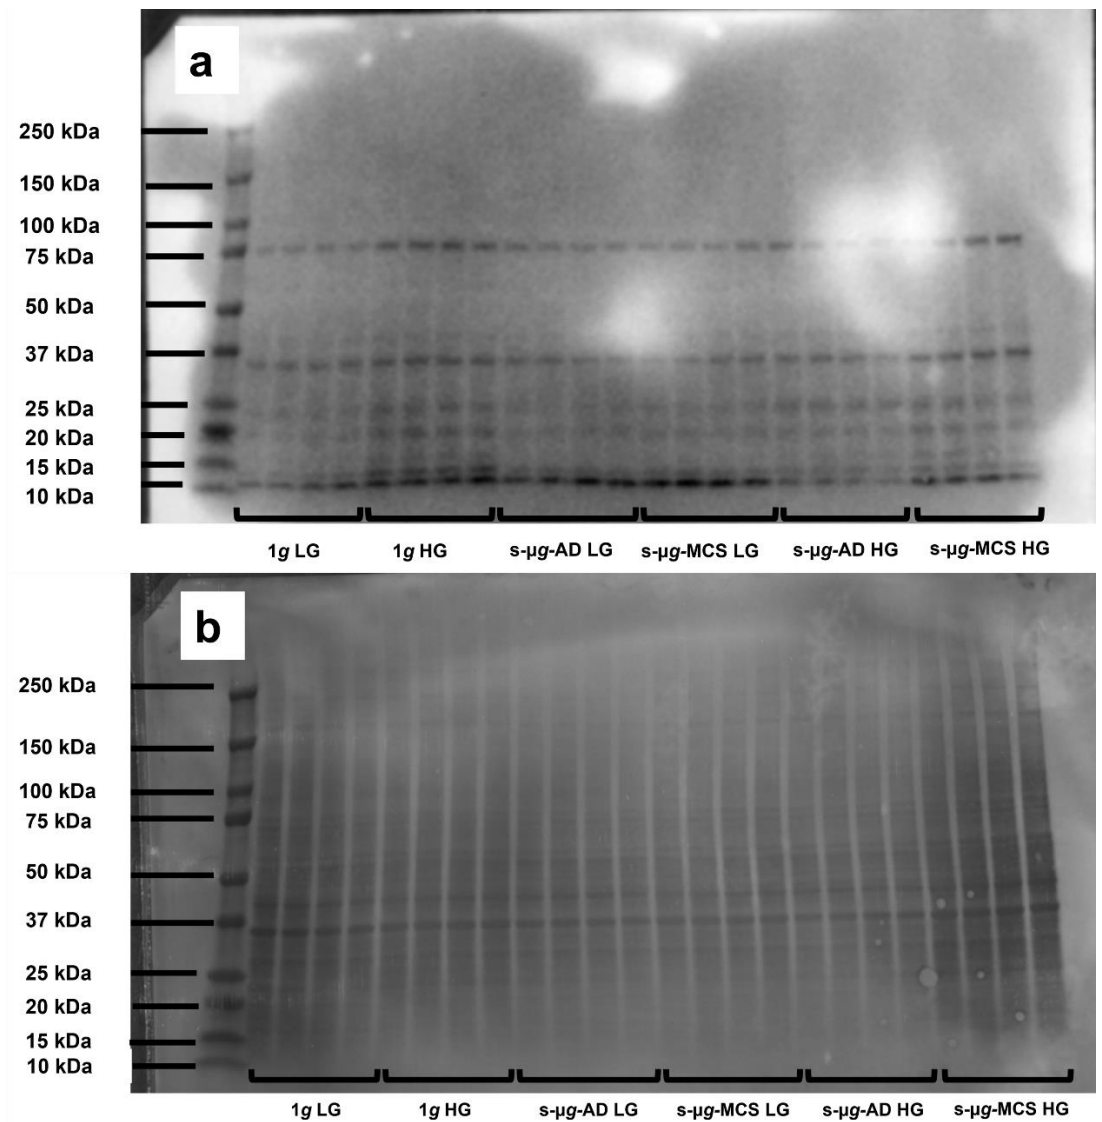 a
250 kDa
150 kDa
100 kDa
75 kDa
50 kDa
37 kDa
25 kDa
20 kDa
15 kDa
10 kDa
1g LG 1g HG s-µg-AD LG s-µg-MCS LG s-µg-AD HG s-µg-MCS HG
b
250 kDa
150 kDa
100 kDa
75 kDa
50 kDa
37 kDa
25 kDa
20 kDa
15 kDa
10 kDa
1g LG 1g HG s-µg-AD LG s-µg-MCS LG s-µg-AD HG s-µg-MCS HG